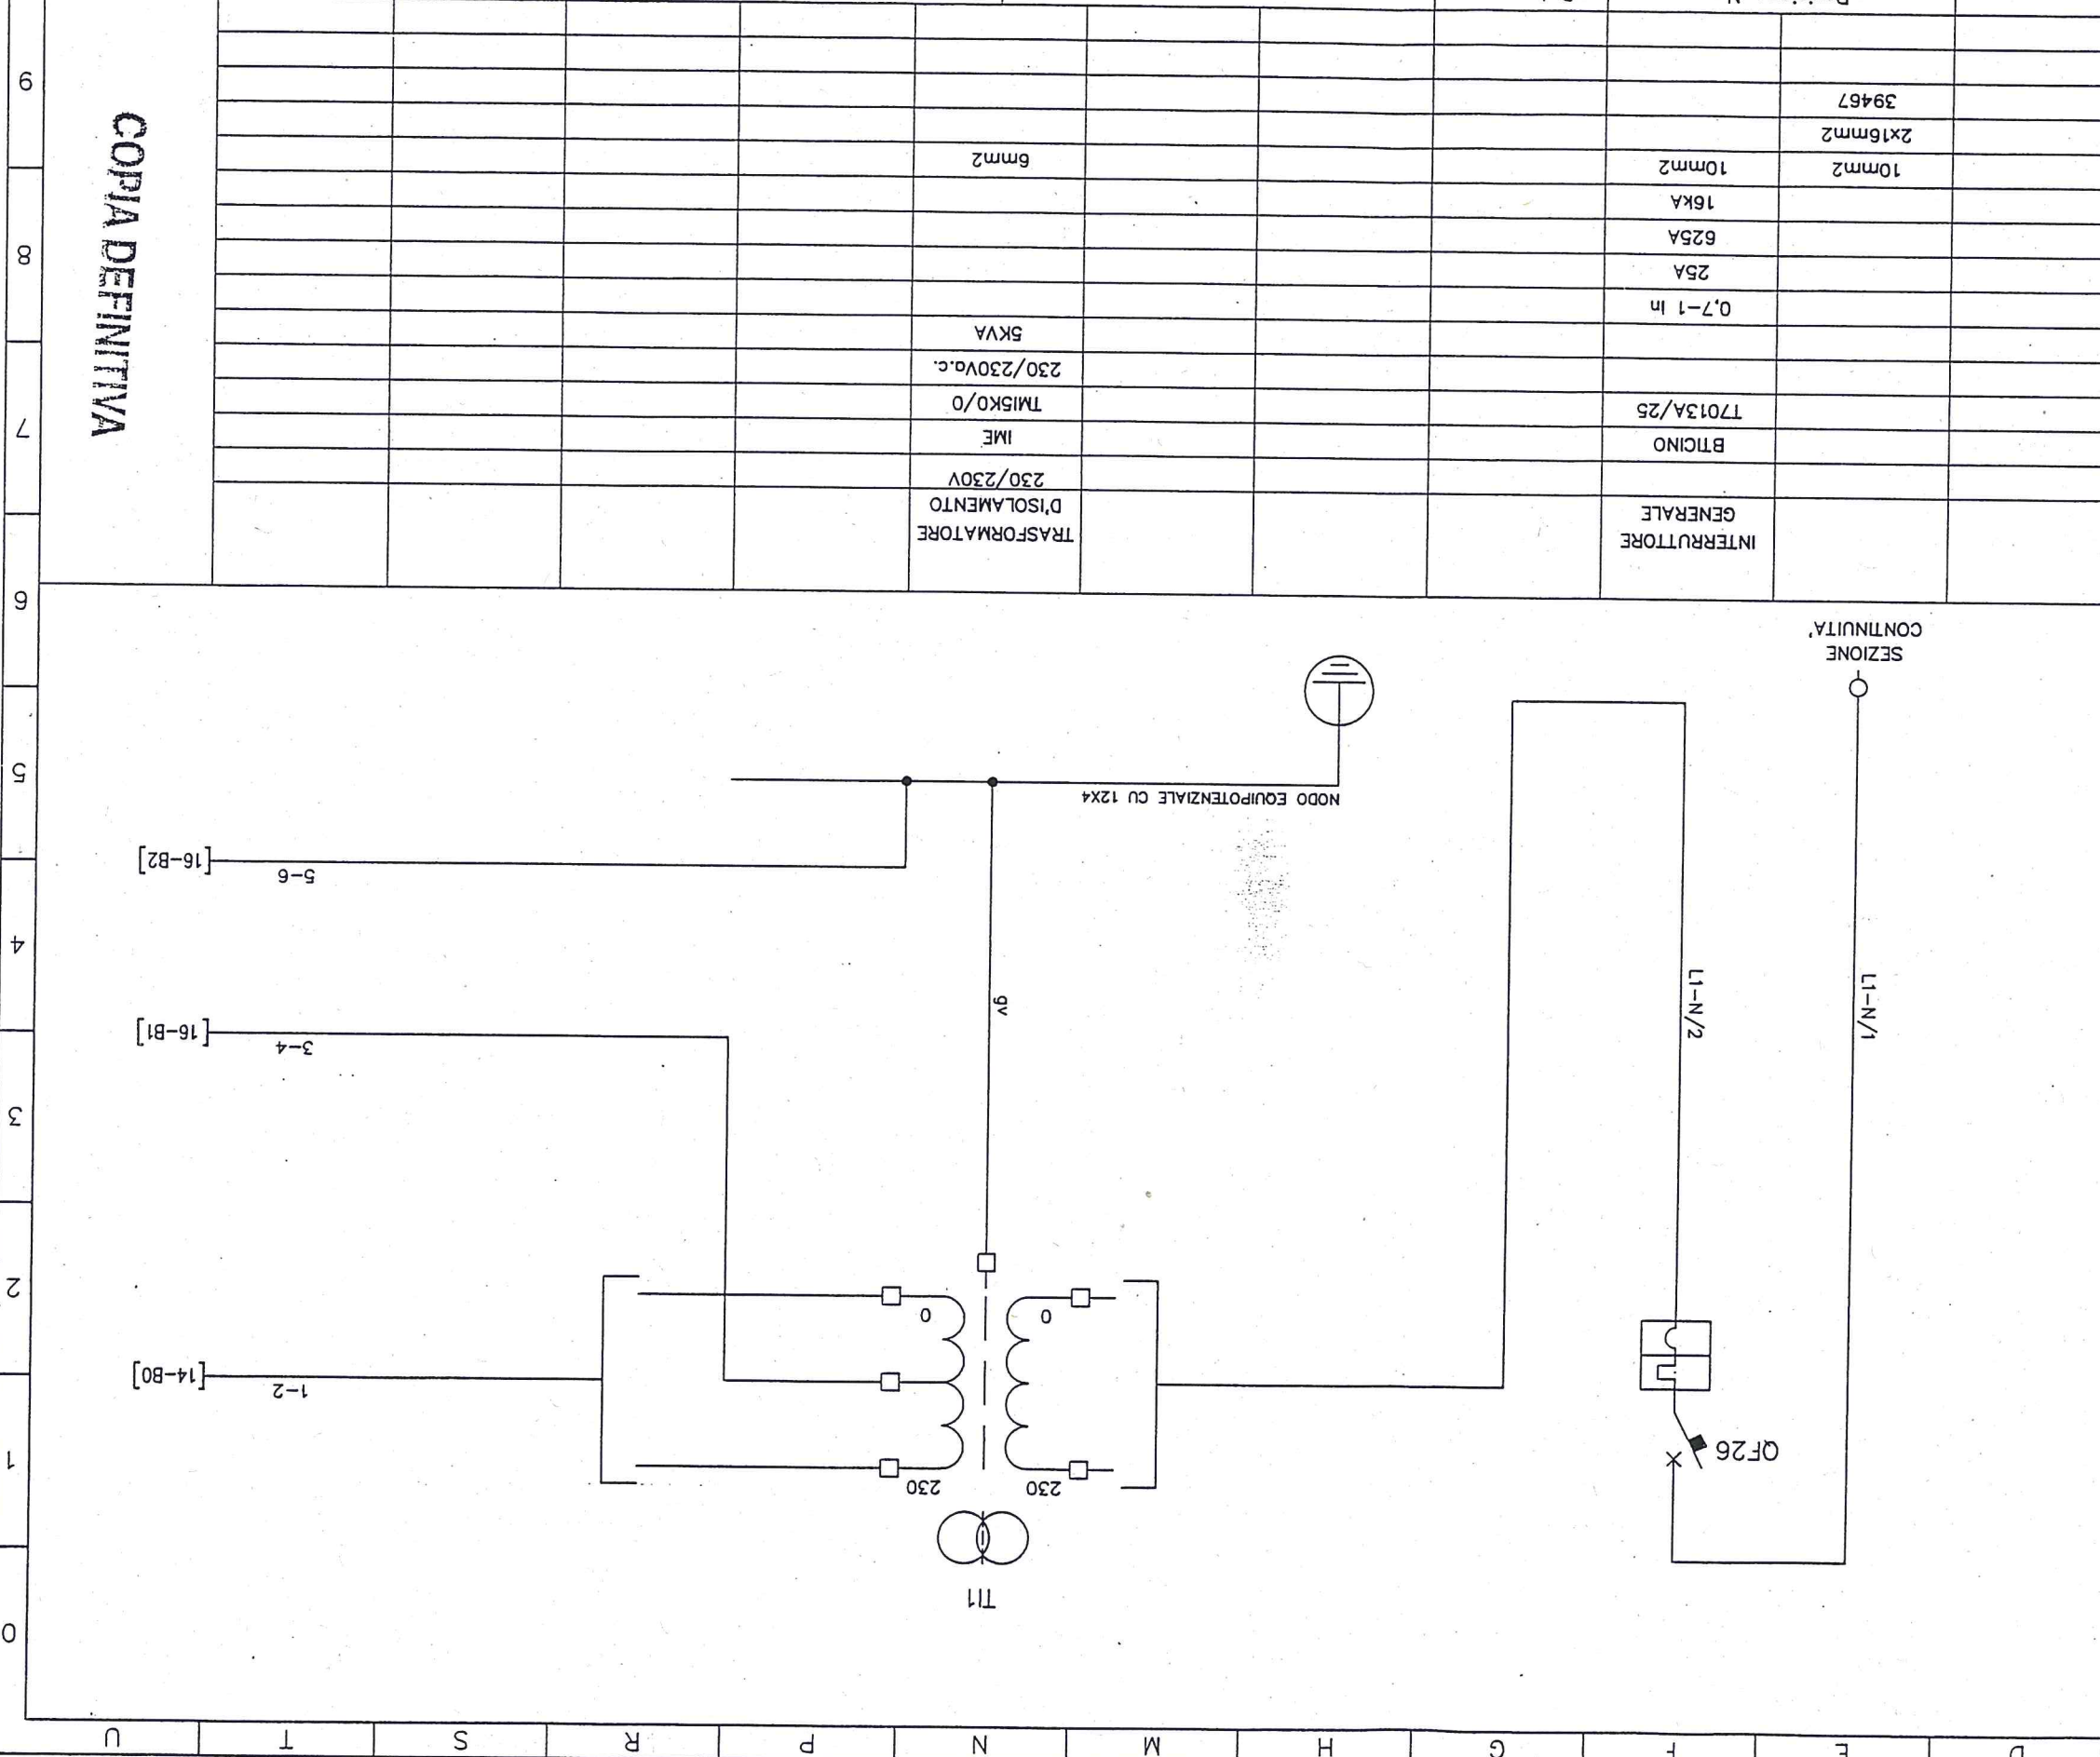 D E F G H M N P R S T U
0
1
2
3
4
5
6
7
8
9
TI1
QF26
230 230
0 0
L1-N/1
L1-N/2
gv
1-2 [14-B0]
3-4 [16-B1]
5-6 [16-B2]
NODO EQUIPOTENZIALE CU 12X4
SEZIONE
CONTINUITA'
INTERRUTTORE
GENERALE
BTICINO
T7013A/25
0,7-1 In
25A
625A
16kA
10mm2
10mm2
2x16mm2
39467
TRASFORMATORE
D'ISOLAMENTO
230/230V
IME
TMI5K0/0
230/230Va.c.
5KVA
6mm2
COPIA DEFINITIVA